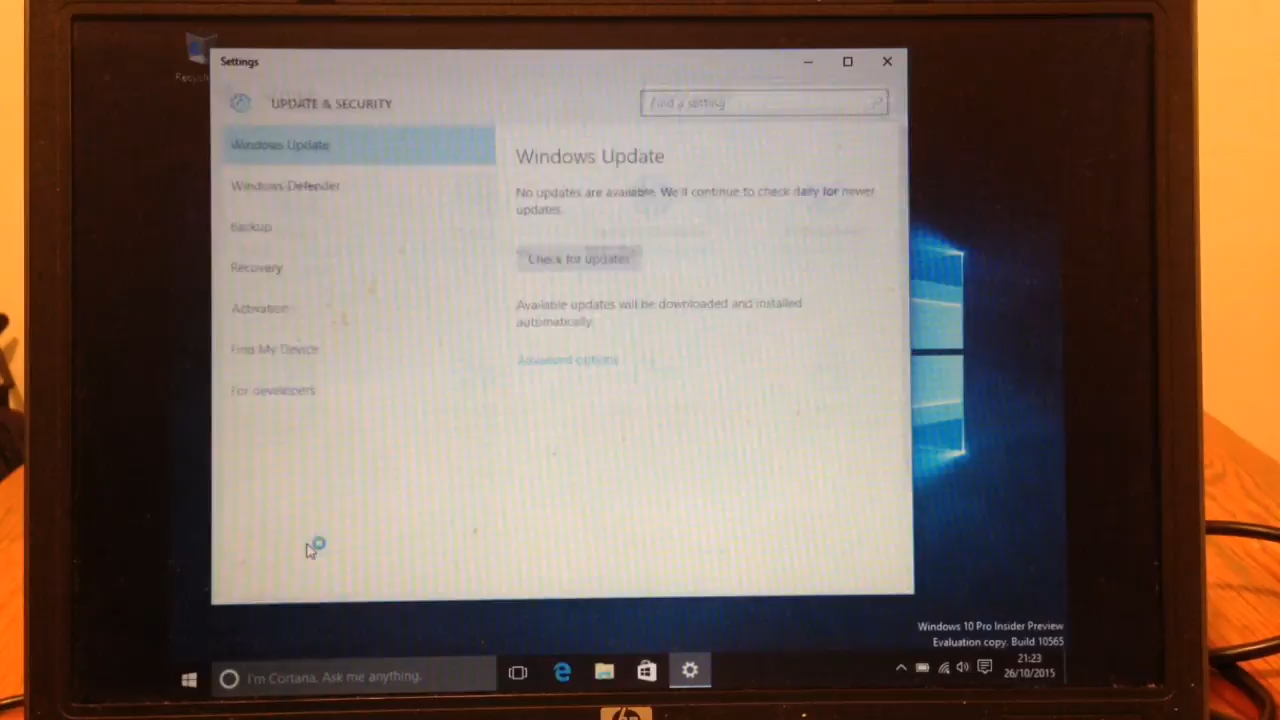 Settings
UPDATE & SECURITY
Find a setting
Windows Update
Windows Defender
Backup
Recovery
Activation
Find My Device
For developers
Windows Update
No updates are available. We'll continue to check daily for newer
updates.
Check for updates
Available updates will be downloaded and installed
automatically.
Advanced options
Windows 10 Pro Insider Preview
Evaluation copy. Build 10565
I'm Cortana. Ask me anything.
21:23
26/10/2015
hp